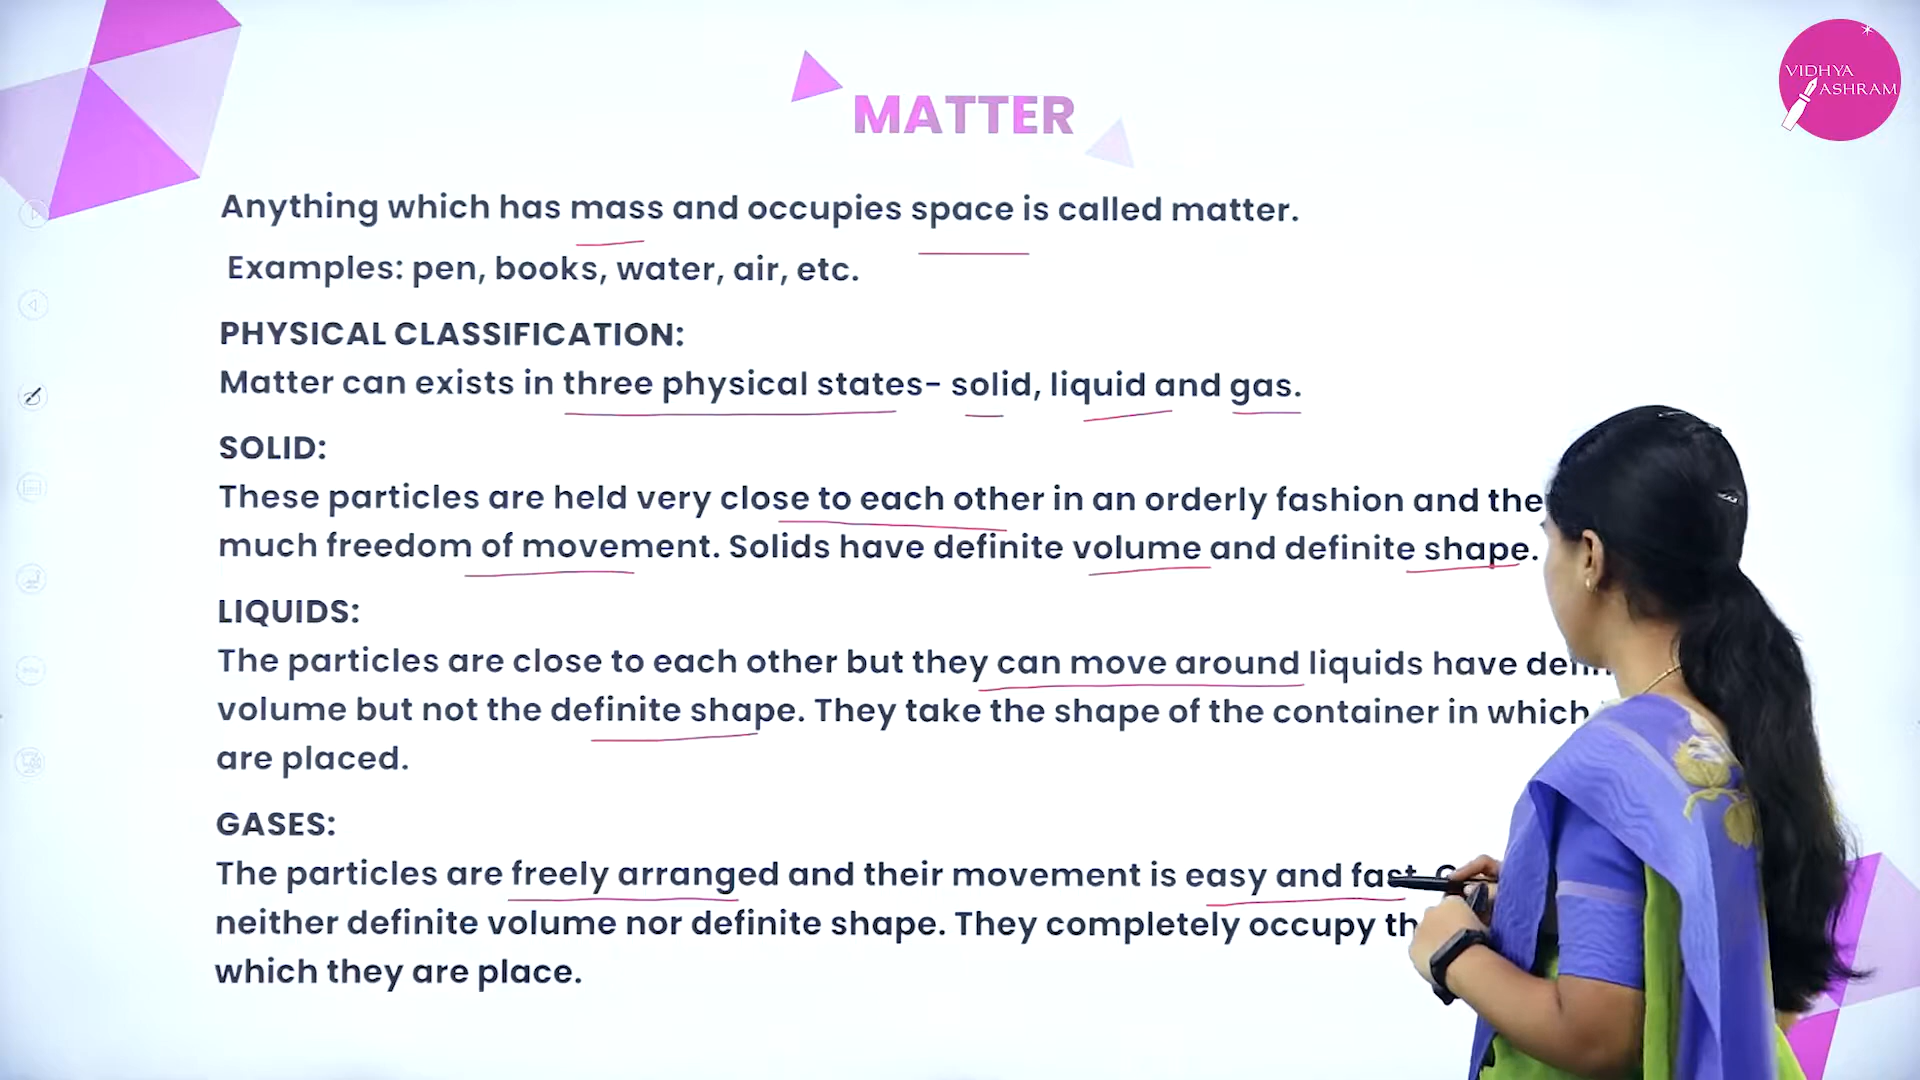 VIDHYA
ASHRAM
MATTER
Anything which has mass and occupies space is called matter.
Examples: pen, books, water, air, etc.
PHYSICAL CLASSIFICATION:
Matter can exists in three physical states- solid, liquid and gas.
SOLID:
These particles are held very close to each other in an orderly fashion and
much freedom of movement. Solids have definite volume and definite shape.
LIQUIDS:
The particles are close to each other but they can move around liquids have
volume but not the definite shape. They take the shape of the container in which
are placed.
GASES:
The particles are freely arranged and their movement is easy and fast
neither definite volume nor definite shape. They completely occupy
which they are place.